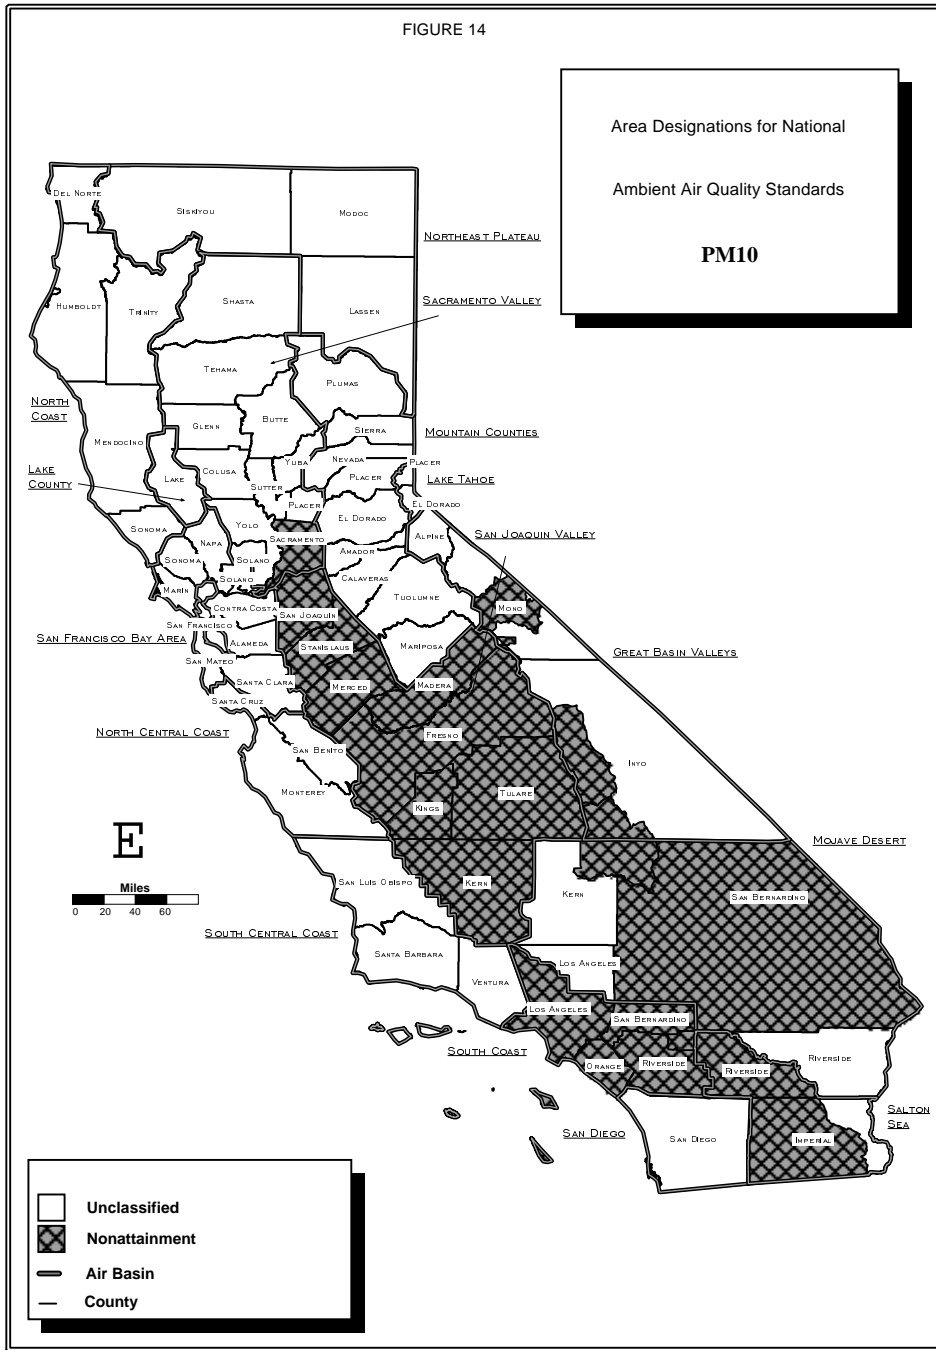 FIGURE 14
Area Designations for National
Ambient Air Quality Standards
PM10
DEL NORTE
SISKIYOU
MODOC
NORTHEAST PLATEAU
HUMBOLDT
TRINITY
SHASTA
LASSEN
SACRAMENTO VALLEY
TEHAMA
PLUMAS
NORTH
COAST
BUTTE
GLENN
SIERRA
MOUNTAIN COUNTIES
MENDOCINO
LAKE
COUNTY
LAKE
COLUSA
YUBA
NEVADA
PLACER
SUTTER
PLACER
LAKE TAHOE
PLACER
EL DORADO
EL DORADO
SONOMA
YOLO
NAPA
SACRAMENTO
ALPINE
SAN JOAQUIN VALLEY
AMADOR
SONOMA
SOLANO
SOLANO
CALAVERAS
MARIN
TUOLUMNE
CONTRA COSTA
SAN JOAQUIN
MONO
SAN FRANCISCO
SAN FRANCISCO BAY AREA
ALAMEDA
STANISLAUS
MARIPOSA
GREAT BASIN VALLEYS
SAN MATEO
SANTA CLARA
MERCED
MADERA
SANTA CRUZ
NORTH CENTRAL COAST
FRESNO
SAN BENITO
INYO
MONTEREY
TULARE
KINGS
E
MOJAVE DESERT
Miles
0 20 40 60
SAN LUIS OBISPO
KERN
KERN
SAN BERNARDINO
SOUTH CENTRAL COAST
SANTA BARBARA
LOS ANGELES
VENTURA
LOS ANGELES
SAN BERNARDINO
SOUTH COAST
ORANGE
RIVERSIDE
RIVERSIDE
RIVERSIDE
SALTON
SEA
SAN DIEGO
SAN DIEGO
IMPERIAL
Unclassified
Nonattainment
Air Basin
County